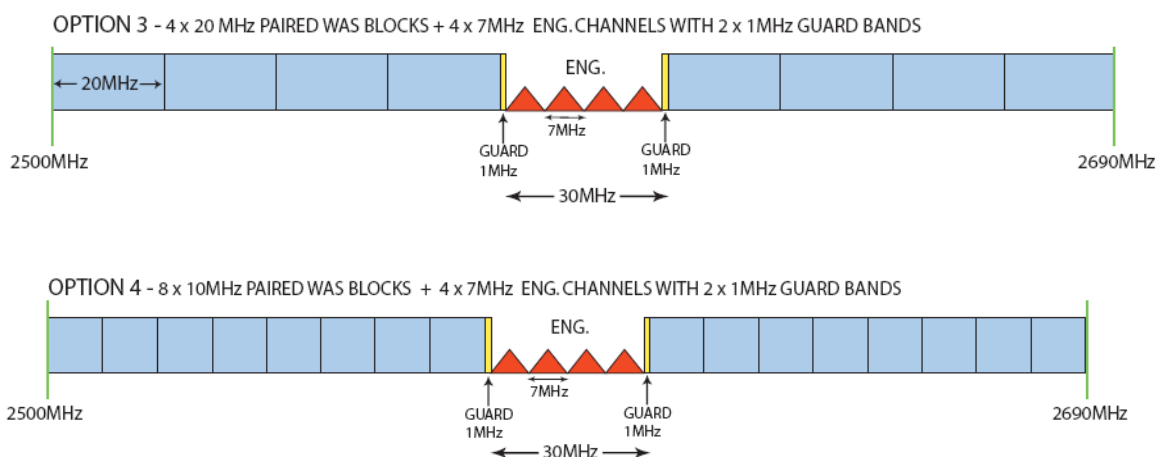 OPTION 3 - 4 x 20 MHz PAIRED WAS BLOCKS + 4 x 7MHz ENG. CHANNELS WITH 2 x 1MHz GUARD BANDS
ENG.
20MHz
7MHz
GUARD
1MHz
GUARD
1MHz
2500MHz
2690MHz
30MHz
OPTION 4 - 8 x 10MHz PAIRED WAS BLOCKS + 4 x 7MHz ENG. CHANNELS WITH 2 x 1MHz GUARD BANDS
ENG.
7MHz
GUARD
1MHz
GUARD
1MHz
2500MHz
2690MHz
30MHz